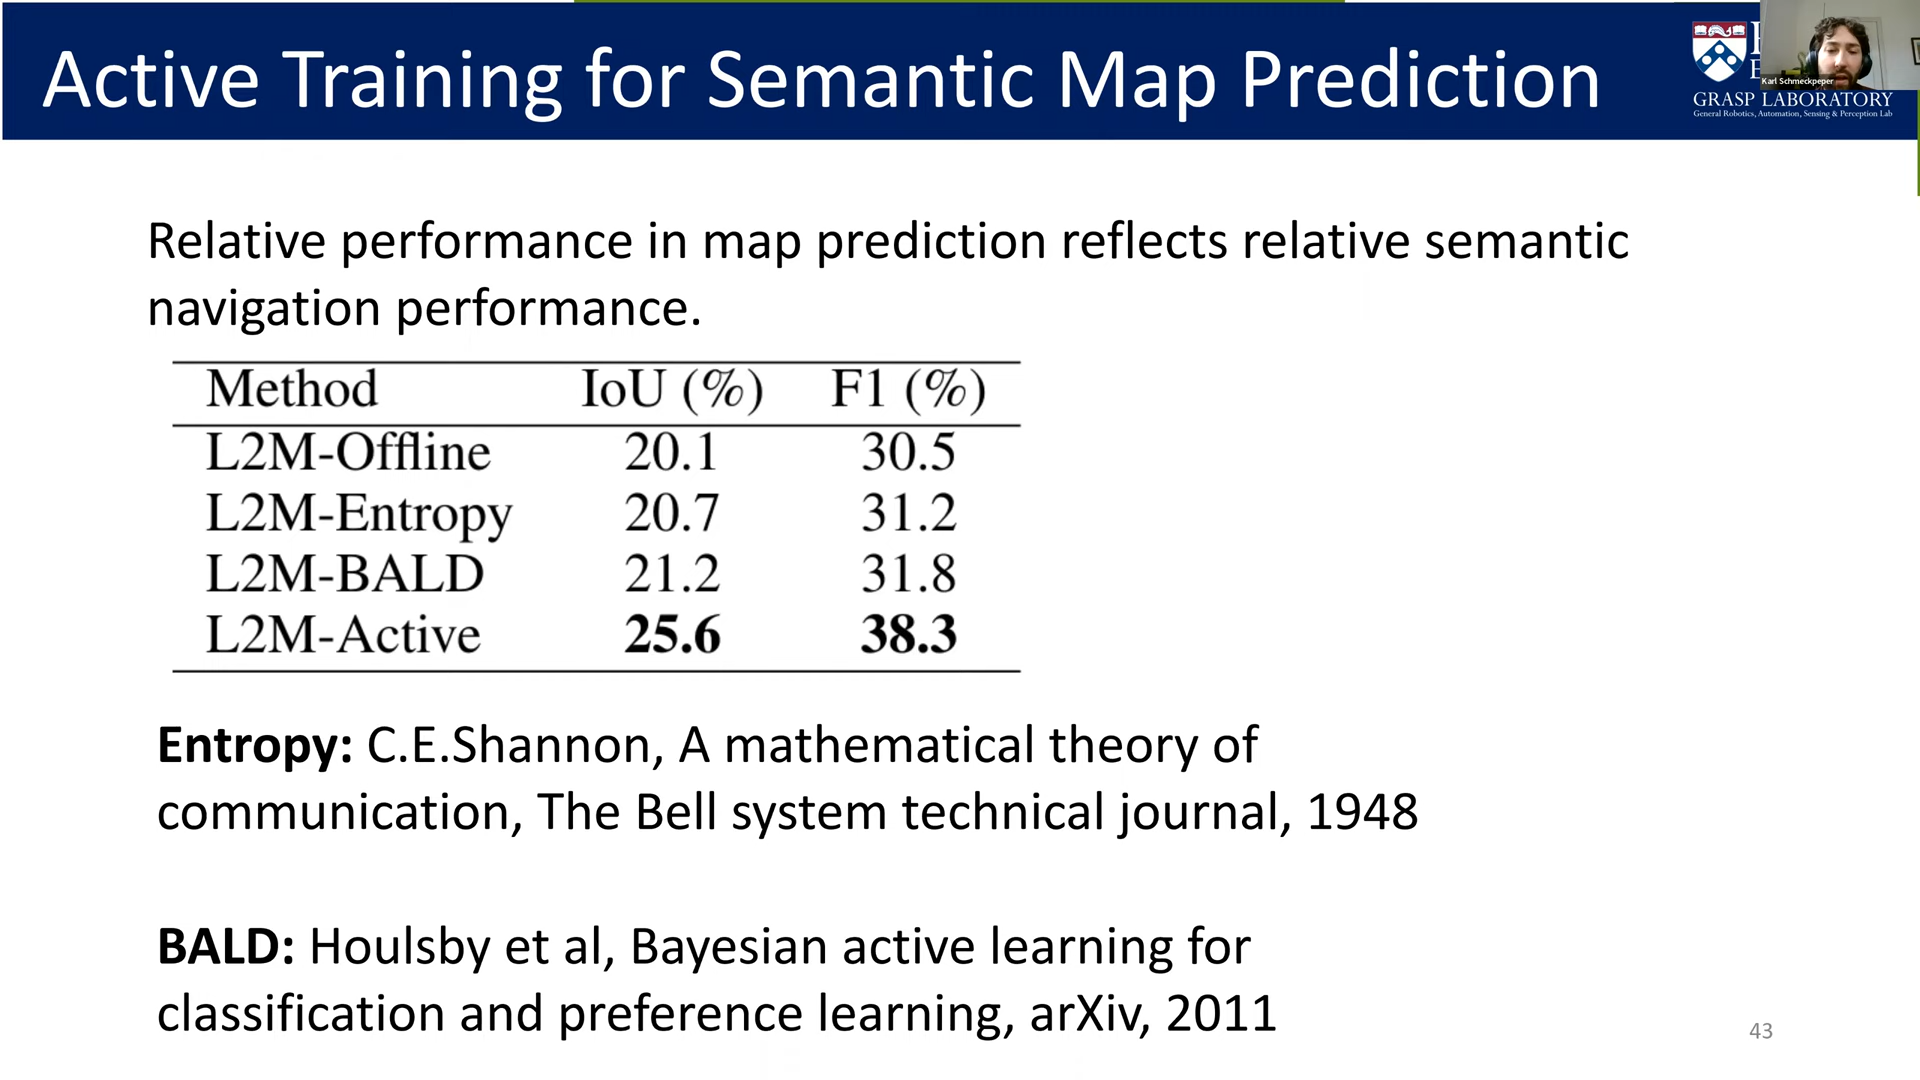 Active Training for Semantic Map Prediction
Karl Schmeckpeper
GRASP LABORATORY
General Robotics, Automation, Sensing & Perception Lab
Relative performance in map prediction reflects relative semantic
navigation performance.
Method IoU (%) F1 (%)
L2M-Offline 20.1 30.5
L2M-Entropy 20.7 31.2
L2M-BALD 21.2 31.8
L2M-Active 25.6 38.3
Entropy: C.E.Shannon, A mathematical theory of
communication, The Bell system technical journal, 1948
BALD: Houlsby et al, Bayesian active learning for
classification and preference learning, arXiv, 2011
43